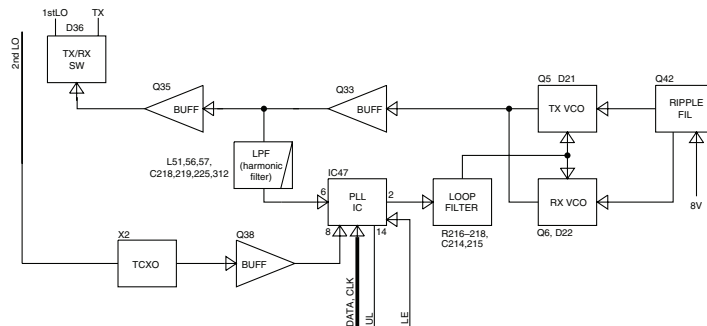 1stLO TX
D36
2nd LO
TX/RX
SW
Q35
BUFF
Q33
BUFF
Q5 D21
TX VCO
Q42
RIPPLE
FIL
L51,56,57,
C218,219,225,312
LPF
(harmonic
filter)
IC47
6
PLL
IC
2
8
14
LOOP
FILTER
R216–218,
C214,215
RX VCO
Q6, D22
8V
X2
TCXO
Q38
BUFF
DATA, CLK
UL
LE